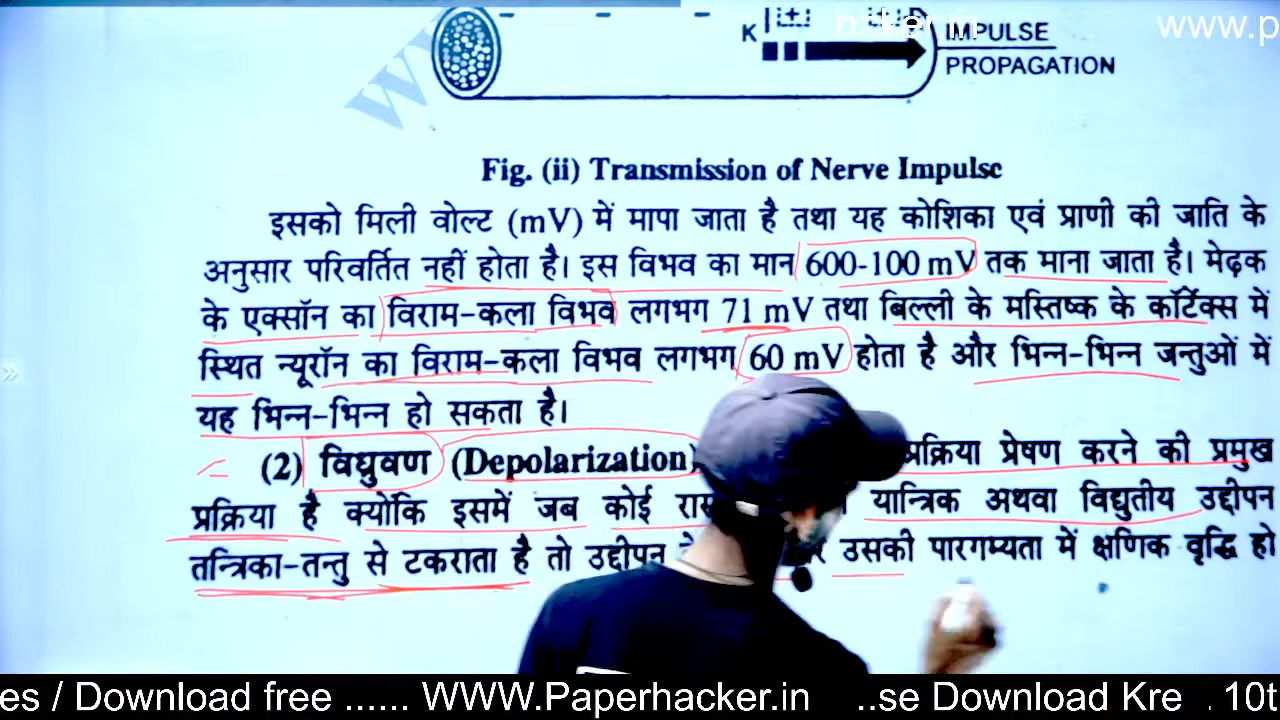 K
IMPULSE
PROPAGATION
www.p
Fig. (ii) Transmission of Nerve Impulse
इसको मिली वोल्ट (mV) में मापा जाता है तथा यह कोशिका एवं प्राणी की जाति के
अनुसार परिवर्तित नहीं होता है। इस विभव का मान 600-100 mV तक माना जाता है। मेढ़क
के एक्सॉन का विराम-कला विभव लगभग 71 mV तथा बिल्ली के मस्तिष्क के कॉर्टेक्स में
स्थित न्यूरॉन का विराम-कला विभव लगभग 60 mV होता है और भिन्न-भिन्न जन्तुओं में
यह भिन्न-भिन्न हो सकता है।
(2) विध्रुवण (Depolarization) प्रक्रिया प्रेषण करने की प्रमुख
प्रक्रिया है क्योंकि इसमें जब कोई यान्त्रिक अथवा विद्युतीय उद्दीपन
तन्त्रिका-तन्तु से टकराता है तो उद्दीपन उसकी पारगम्यता में क्षणिक वृद्धि हो
es / Download free ...... WWW.Paperhacker.in ..se Download Kre . 10t